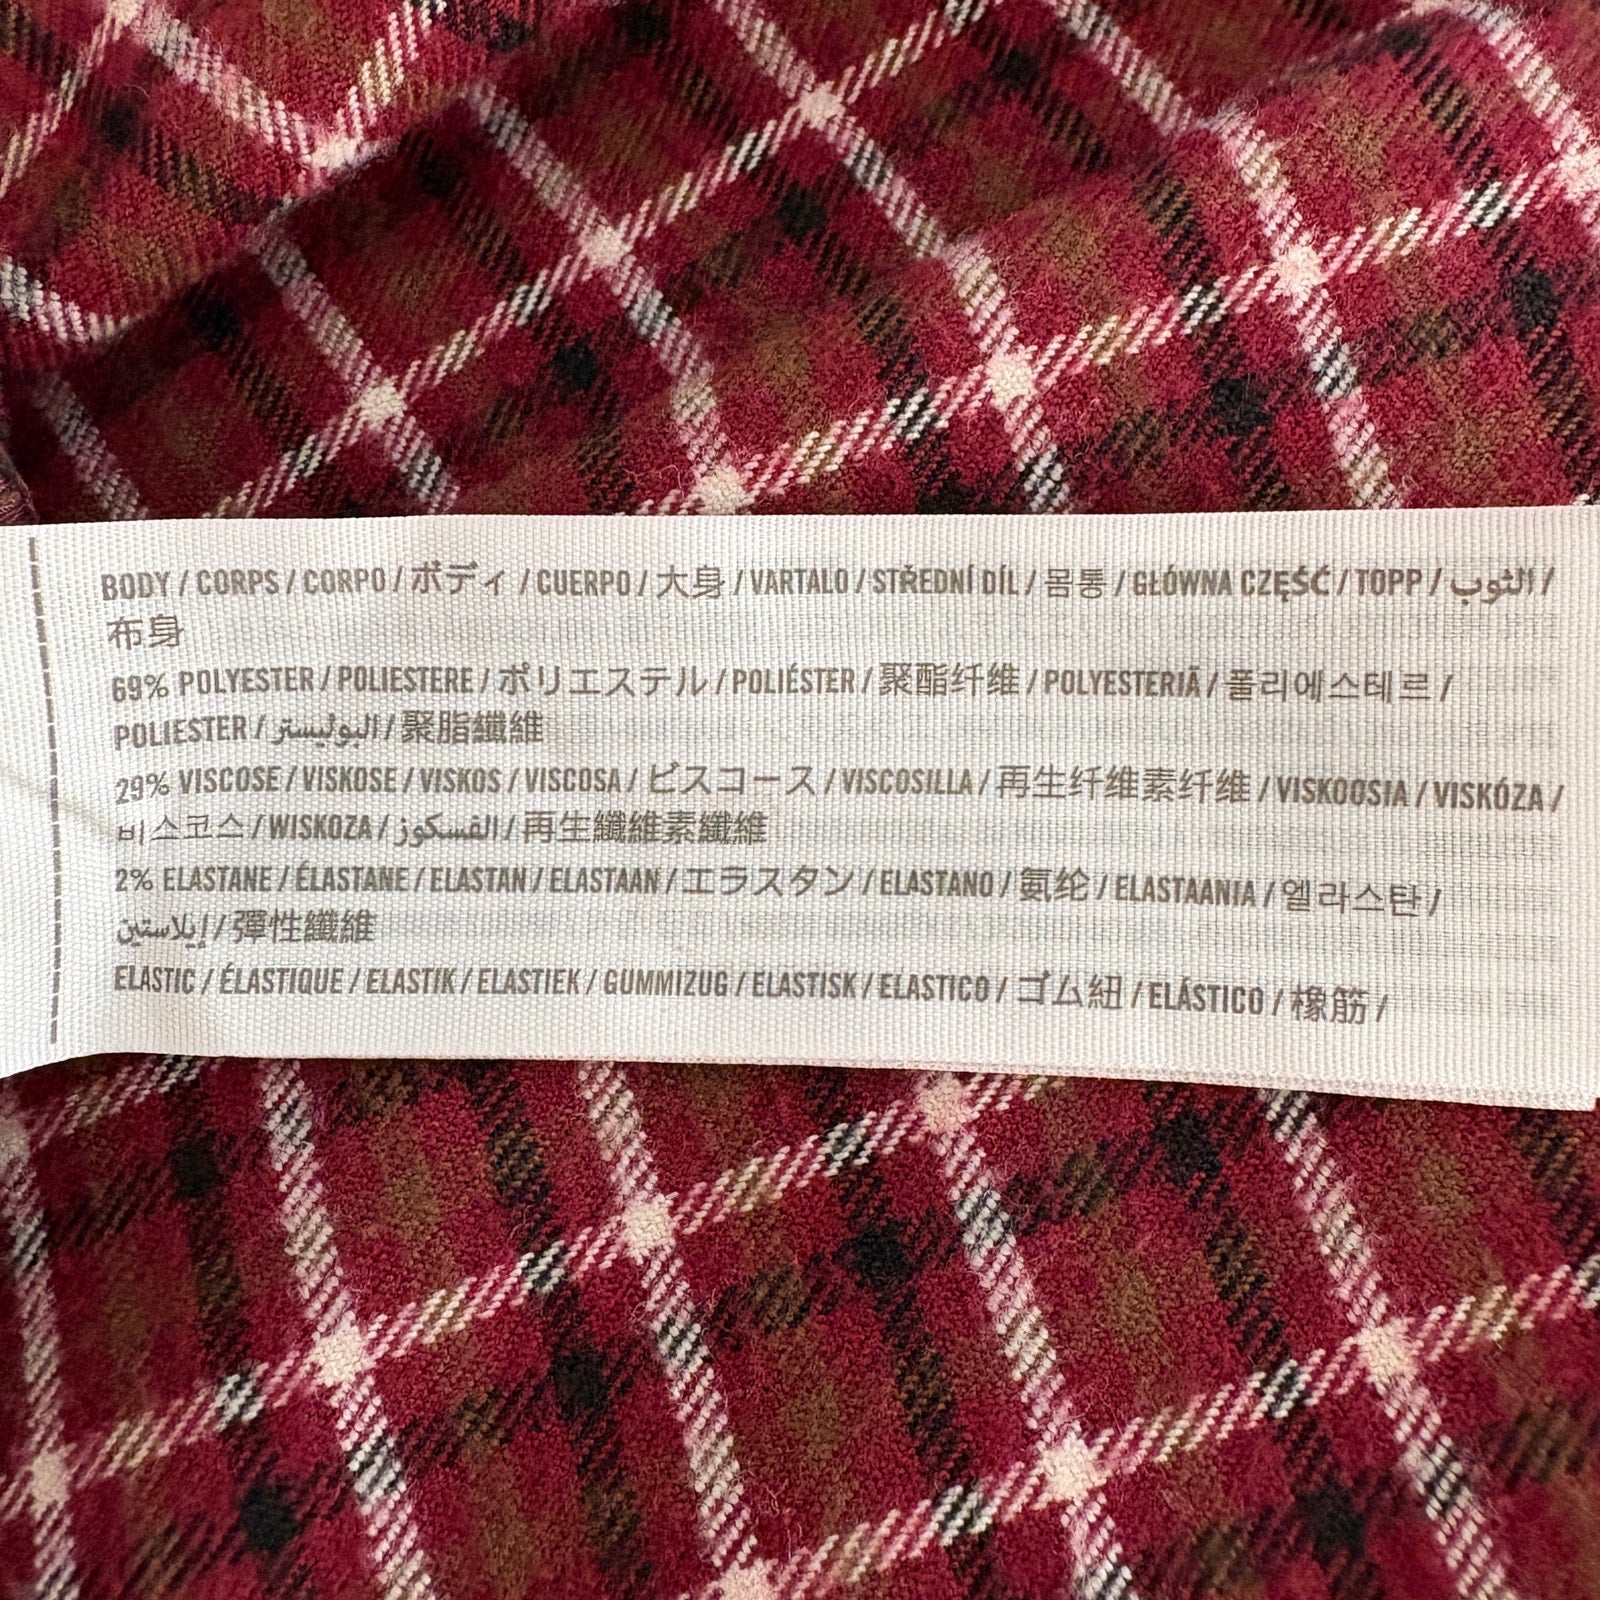 BODY / CORPS / CORPO / ボディ / CUERPO / 大身 / VARTALO / STŘEDNÍ DÍL / 몸통 / GŁÓWNA CZĘŚĆ / TOPP / الثوب /
布身
69% POLYESTER / POLIESTERE / ポリエステル / POLIÉSTER / 聚酯纤维 / POLYESTERIÄ / 폴리에스테르 /
POLIESTER / البوليستر / 聚脂纖維
29% VISCOSE / VISKOSE / VISKOS / VISCOSA / ビスコース / VISCOSILLA / 再生纤维素纤维 / VISKOOSIA / VISKÓZA /
비스코스 / WISKOZA / الفسكوز / 再生纖維素纖維
2% ELASTANE / ÉLASTANE / ELASTAN / ELASTAAN / エラスタン / ELASTANO / 氨纶 / ELASTAANIA / 엘라스탄 /
إيلاستين / 彈性纖維
ELASTIC / ÉLASTIQUE / ELASTIK / ELASTIEK / GUMMIZUG / ELASTISK / ELASTICO / ゴム紐 / ELÁSTICO / 橡筋 /